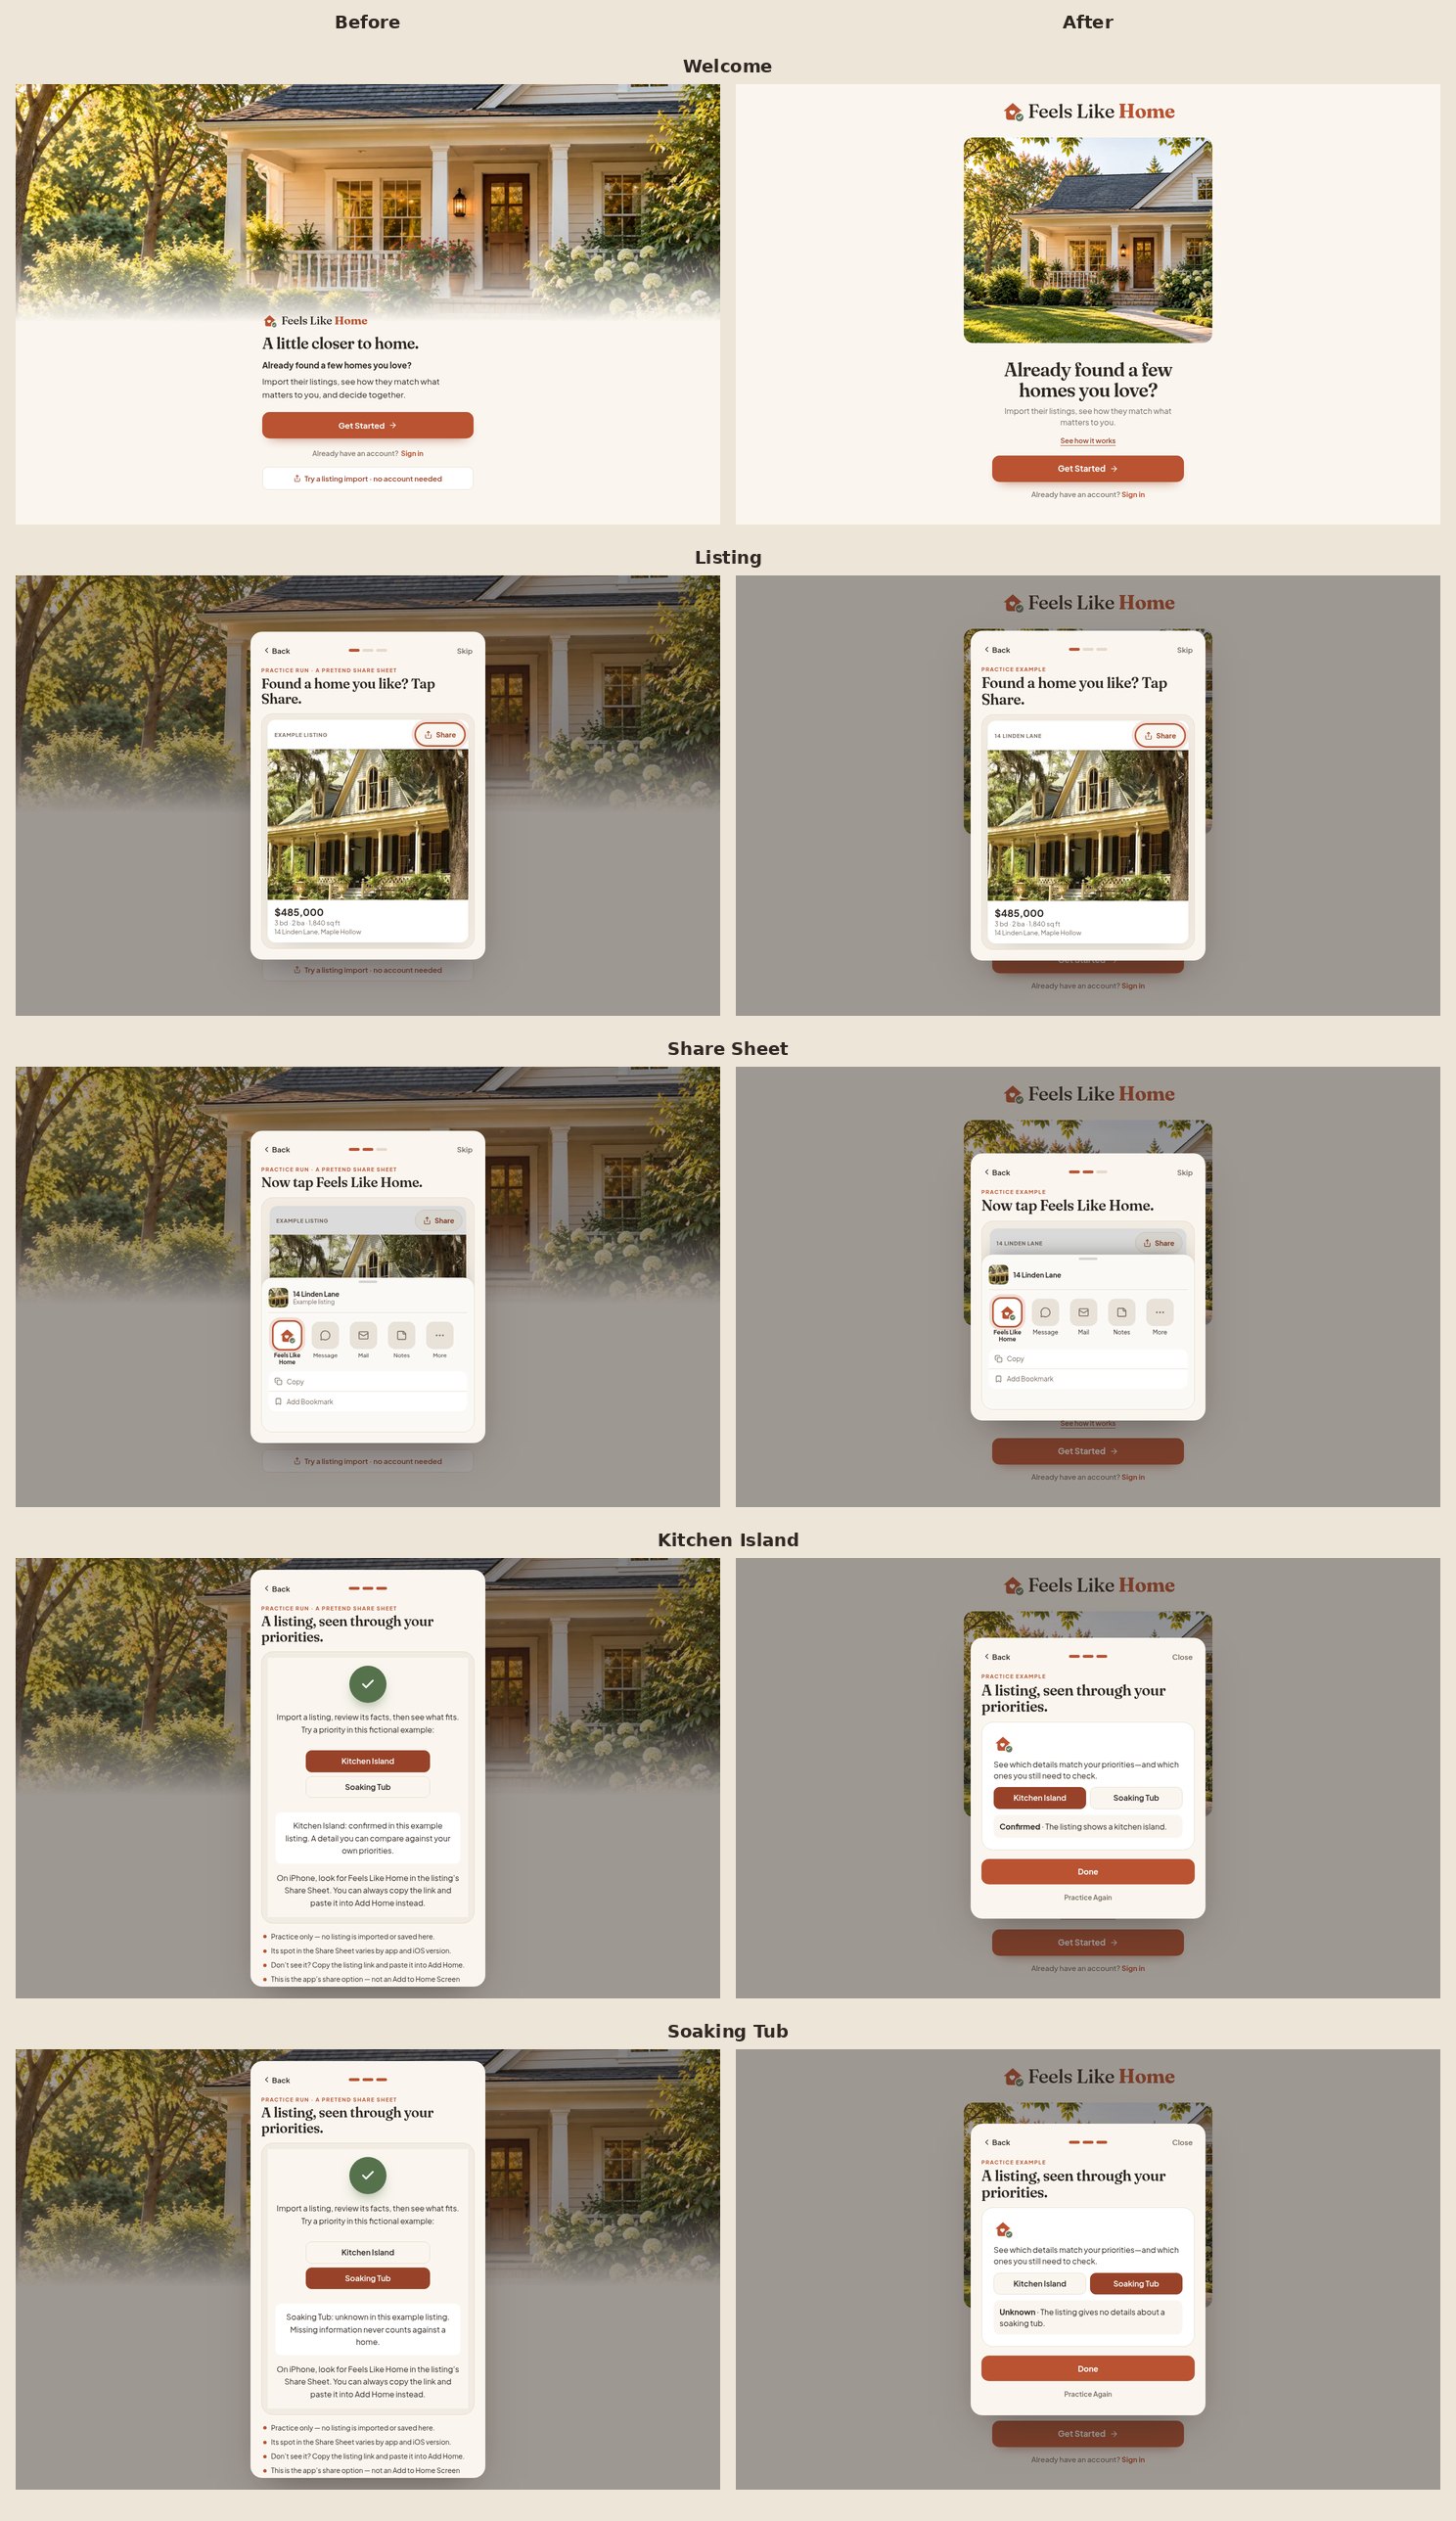 Before
After
Welcome
Feels Like Home
A little closer to home.
Already found a few homes you love?
Import their listings, see how they match what
matters to you, and decide together.
Get Started →
Already have an account? Sign in
Try a listing import · no account needed
Feels Like Home
Already found a few
homes you love?
Import their listings, see how they match what
matters to you.
See how it works
Get Started →
Already have an account? Sign in
Listing
Back
Skip
PRACTICE RUN · A PRETEND SHARE SHEET
Found a home you like? Tap
Share.
EXAMPLE LISTING
Share
$485,000
3 bd · 2 ba · 1,840 sq ft
14 Linden Lane, Maple Hollow
Try a listing import · no account needed
Feels Like Home
Back
Skip
PRACTICE EXAMPLE
Found a home you like? Tap
Share.
14 LINDEN LANE
Share
$485,000
3 bd · 2 ba · 1,840 sq ft
14 Linden Lane, Maple Hollow
Get Started
Already have an account? Sign in
Share Sheet
Back
Skip
PRACTICE RUN · A PRETEND SHARE SHEET
Now tap Feels Like Home.
EXAMPLE LISTING
Share
14 Linden Lane
Example listing
Feels Like
Home
Message
Mail
Notes
More
Copy
Add Bookmark
Try a listing import · no account needed
Feels Like Home
Back
Skip
PRACTICE EXAMPLE
Now tap Feels Like Home.
14 LINDEN LANE
Share
14 Linden Lane
Feels Like
Home
Message
Mail
Notes
More
Copy
Add Bookmark
See how it works
Get Started →
Already have an account? Sign in
Kitchen Island
Back
PRACTICE RUN · A PRETEND SHARE SHEET
A listing, seen through your
priorities.
Import a listing, review its facts, then see what fits.
Try a priority in this fictional example:
Kitchen Island
Soaking Tub
Kitchen Island: confirmed in this example
listing. A detail you can compare against your
own priorities.
On iPhone, look for Feels Like Home in the listing's
Share Sheet. You can always copy the link and
paste it into Add Home instead.
Practice only — no listing is imported or saved here.
Its spot in the Share Sheet varies by app and iOS version.
Don't see it? Copy the listing link and paste it into Add Home.
This is the app's share option — not an Add to Home Screen
Feels Like Home
Back
Close
PRACTICE EXAMPLE
A listing, seen through your
priorities.
See which details match your priorities—and which
ones you still need to check.
Kitchen Island
Soaking Tub
Confirmed · The listing shows a kitchen island.
Done
Practice Again
Get Started →
Already have an account? Sign in
Soaking Tub
Back
PRACTICE RUN · A PRETEND SHARE SHEET
A listing, seen through your
priorities.
Import a listing, review its facts, then see what fits.
Try a priority in this fictional example:
Kitchen Island
Soaking Tub
Soaking Tub: unknown in this example listing.
Missing information never counts against a
home.
On iPhone, look for Feels Like Home in the listing's
Share Sheet. You can always copy the link and
paste it into Add Home instead.
Practice only — no listing is imported or saved here.
Its spot in the Share Sheet varies by app and iOS version.
Don't see it? Copy the listing link and paste it into Add Home.
This is the app's share option — not an Add to Home Screen
Feels Like Home
Back
Close
PRACTICE EXAMPLE
A listing, seen through your
priorities.
See which details match your priorities—and which
ones you still need to check.
Kitchen Island
Soaking Tub
Unknown · The listing gives no details about a
soaking tub.
Done
Practice Again
Get Started →
Already have an account? Sign in